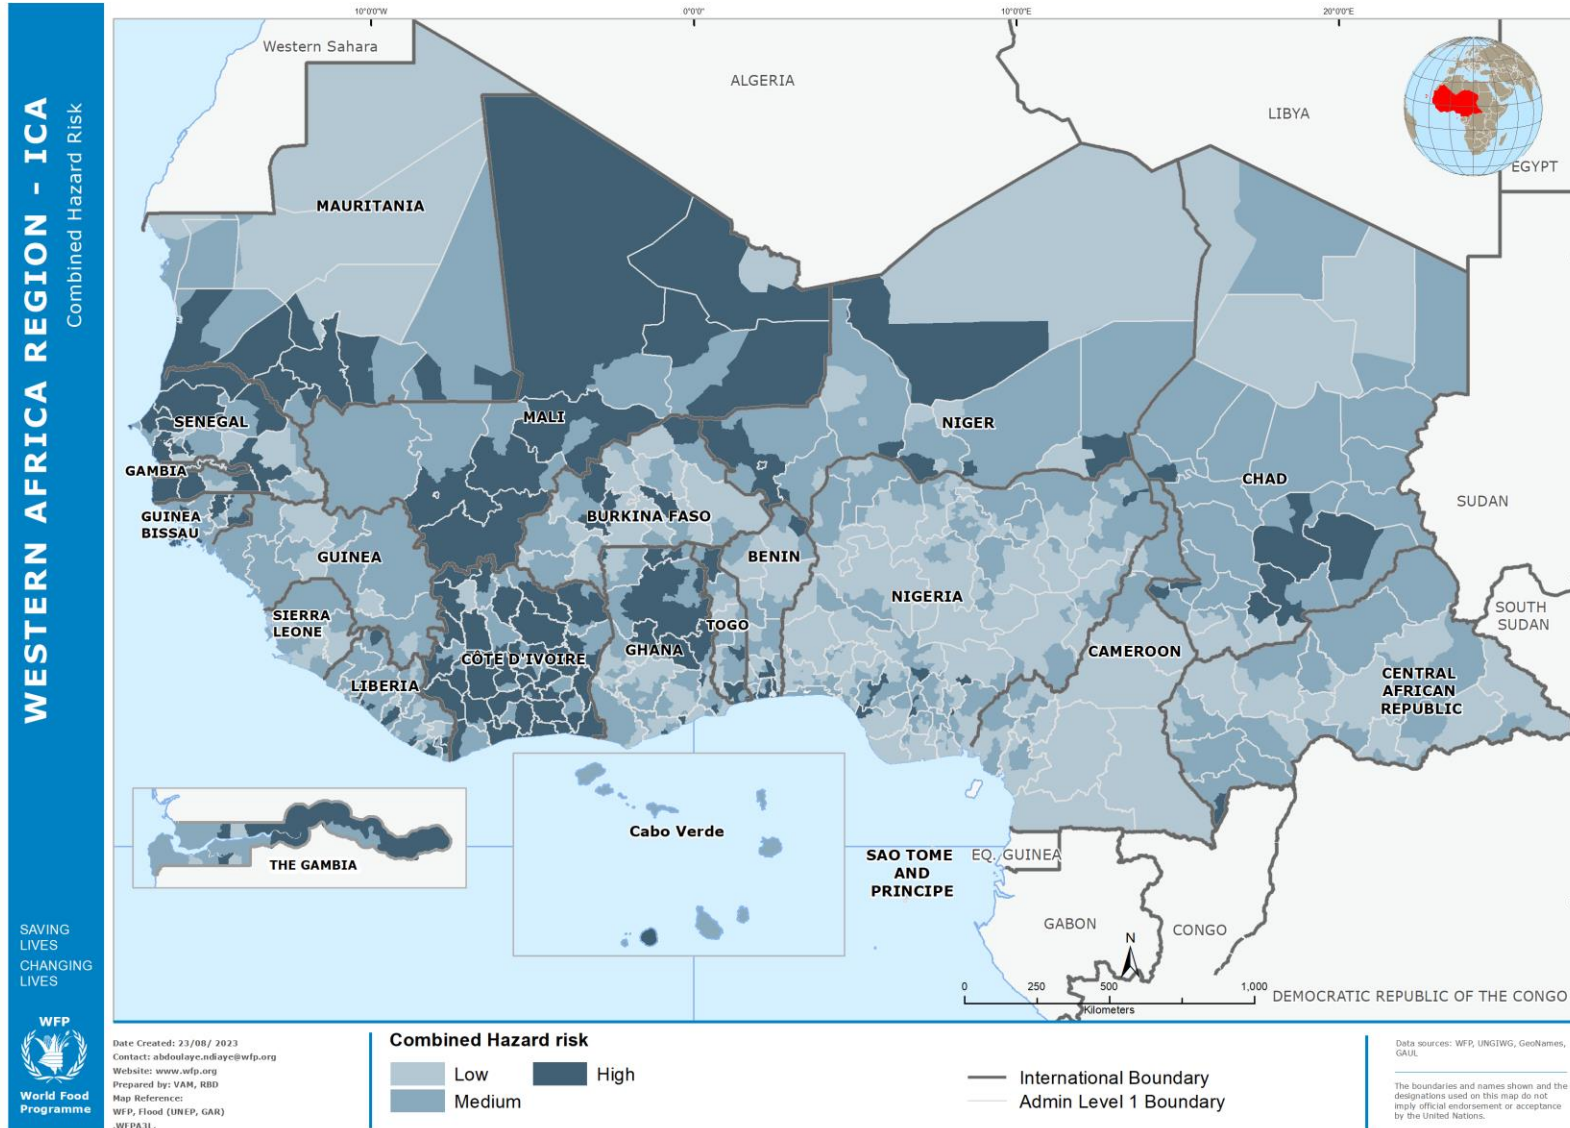 WESTERN AFRICA REGION - ICA
Combined Hazard Risk
SAVING
LIVES
CHANGING
LIVES
WFP
World Food
Programme
10°0'0"W
0°0'0"
10°0'0"E
20°0'0"E
Western Sahara
ALGERIA
LIBYA
EGYPT
MAURITANIA
SENEGAL
MALI
NIGER
GAMBIA
CHAD
SUDAN
GUINEA
BISSAU
BURKINA FASO
GUINEA
BENIN
NIGERIA
SIERRA
LEONE
TOGO
GHANA
CÔTE D'IVOIRE
CAMEROON
SOUTH
SUDAN
LIBERIA
CENTRAL
AFRICAN
REPUBLIC
Cabo Verde
THE GAMBIA
SAO TOME
AND
PRINCIPE
EQ. GUINEA
GABON
CONGO
N
0 250 500 1,000
Kilometers
DEMOCRATIC REPUBLIC OF THE CONGO
Date Created: 23/08/ 2023
Contact: abdoulaye.ndiaye@wfp.org
Website: www.wfp.org
Prepared by: VAM, RBD
Map Reference:
WFP, Flood (UNEP, GAR)
.WFPA3L.
Combined Hazard risk
Low
High
Medium
International Boundary
Admin Level 1 Boundary
Data sources: WFP, UNGIWG, GeoNames,
GAUL
The boundaries and names shown and the
designations used on this map do not
imply official endorsement or acceptance
by the United Nations.